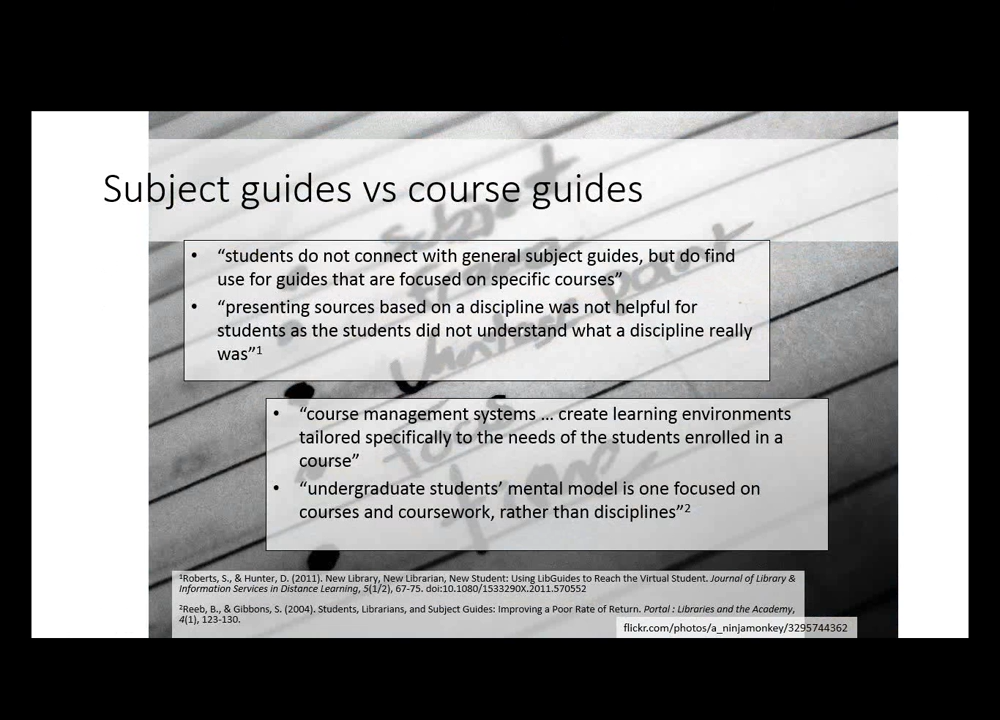 Subject guides vs course guides
• “students do not connect with general subject guides, but do find
use for guides that are focused on specific courses”
• “presenting sources based on a discipline was not helpful for
students as the students did not understand what a discipline really
was”¹
• “course management systems … create learning environments
tailored specifically to the needs of the students enrolled in a
course”
• “undergraduate students’ mental model is one focused on
courses and coursework, rather than disciplines”²
¹Roberts, S., & Hunter, D. (2011). New Library, New Librarian, New Student: Using LibGuides to Reach the Virtual Student. Journal of Library &
Information Services in Distance Learning, 5(1/2), 67-75. doi:10.1080/1533290X.2011.570552
²Reeb, B., & Gibbons, S. (2004). Students, Librarians, and Subject Guides: Improving a Poor Rate of Return. Portal : Libraries and the Academy,
4(1), 123-130.
flickr.com/photos/a_ninjamonkey/3295744362
Subject
Vantage point
focus